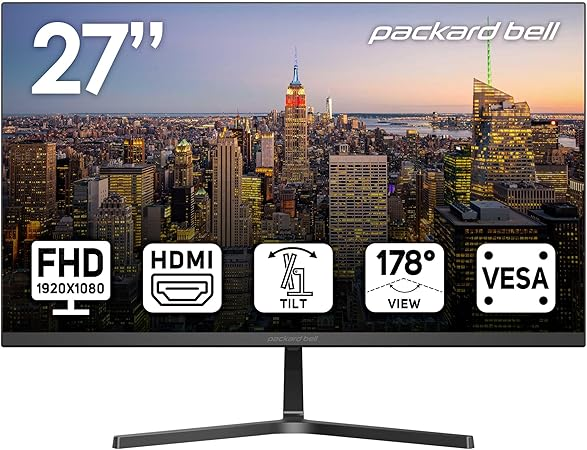 27”
packard bell
FHD
1920X1080
HDMI
TILT
178°
VIEW
VESA
packard bell